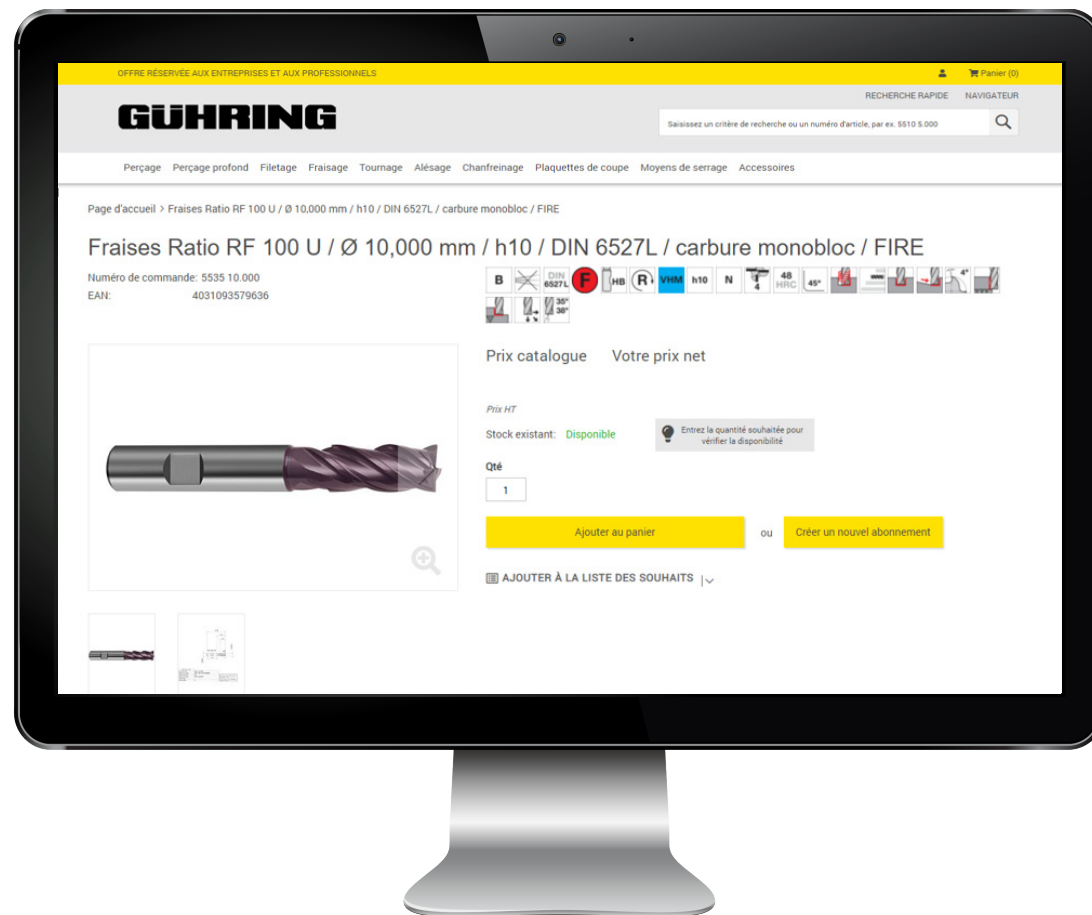 OFFRE RÉSERVÉE AUX ENTREPRISES ET AUX PROFESSIONNELS
Panier (0)
RECHERCHE RAPIDE NAVIGATEUR
GÜHRING
Saisissez un critère de recherche ou un numéro d'article, par ex. 5510 5.000
Perçage Perçage profond Filetage Fraisage Tournage Alésage Chanfreinage Plaquettes de coupe Moyens de serrage Accessoires
Page d'accueil > Fraises Ratio RF 100 U / Ø 10,000 mm / h10 / DIN 6527L / carbure monobloc / FIRE
Fraises Ratio RF 100 U / Ø 10,000 mm / h10 / DIN 6527L / carbure monobloc / FIRE
Numéro de commande: 5535 10.000
EAN: 4031093579636
B DIN 6527L F HB R VHM h10 N 4 48 HRC 45° 4°
35° 38°
Prix catalogue Votre prix net
Prix HT
Stock existant: Disponible
Entrez la quantité souhaitée pour
vérifier la disponibilité
Qté
1
Ajouter au panier ou Créer un nouvel abonnement
AJOUTER À LA LISTE DES SOUHAITS